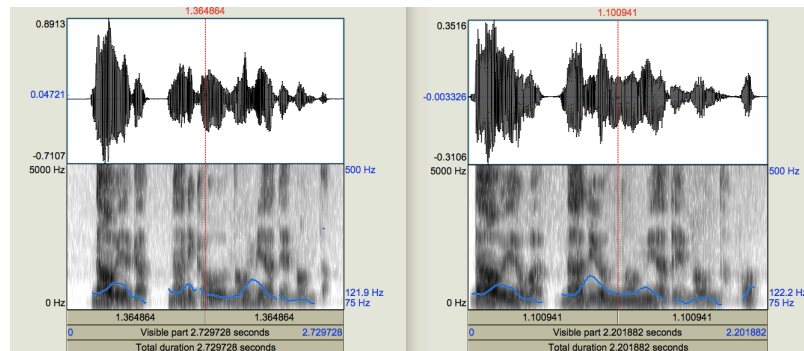 1.364864
0.8913
0.04721
-0.7107
5000 Hz
500 Hz
121.9 Hz
0 Hz
75 Hz
1.364864
1.364864
0
Visible part 2.729728 seconds
2.729728
Total duration 2.729728 seconds
1.100941
0.3516
-0.003326
-0.3106
5000 Hz
500 Hz
122.2 Hz
0 Hz
75 Hz
1.100941
1.100941
0
Visible part 2.201882 seconds
2.201882
Total duration 2.201882 seconds